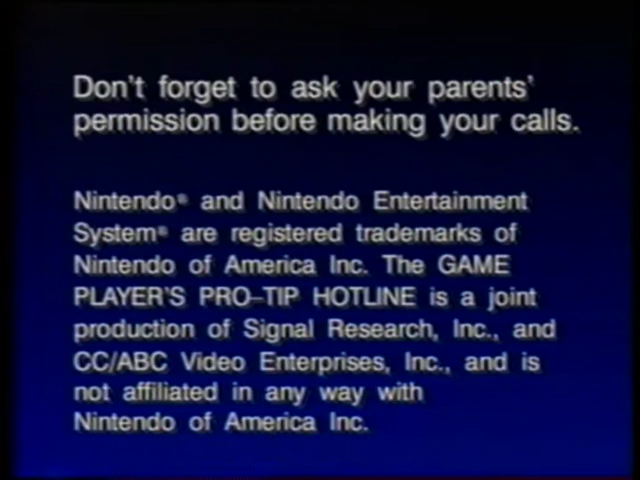 Don't forget to ask your parents'
permission before making your calls.
Nintendo® and Nintendo Entertainment
System® are registered trademarks of
Nintendo of America Inc. The GAME
PLAYER'S PRO–TIP HOTLINE is a joint
production of Signal Research, Inc., and
CC/ABC Video Enterprises, Inc., and is
not affiliated in any way with
Nintendo of America Inc.